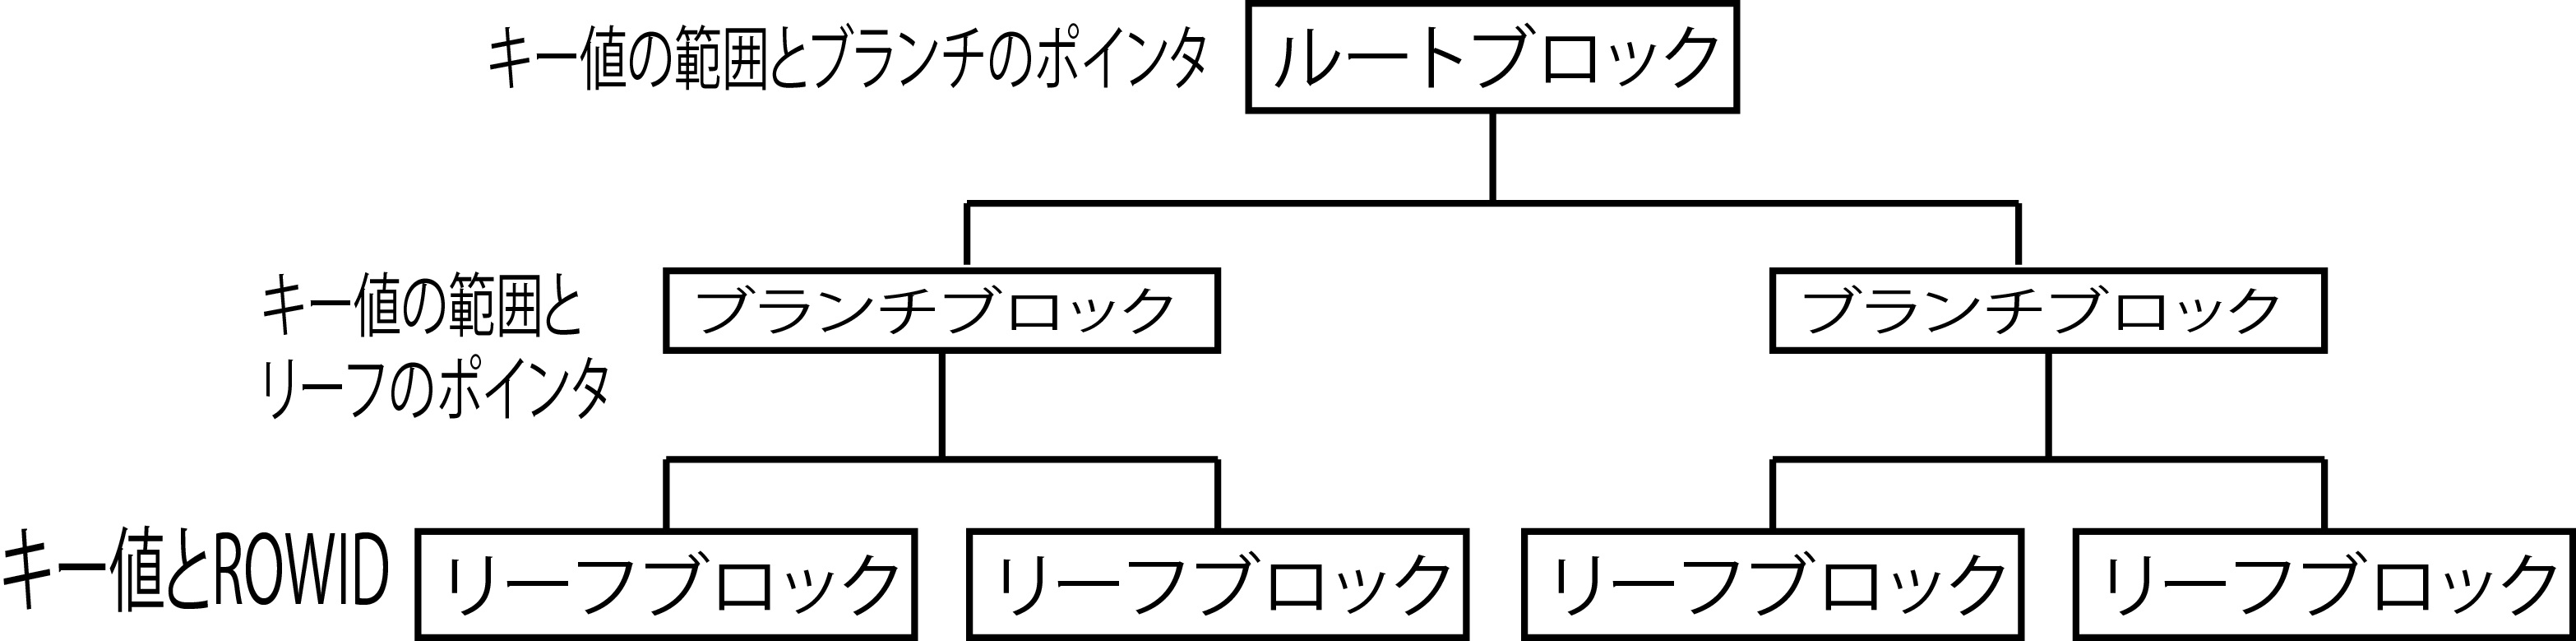 キー値の範囲とブランチのポインタ
ルートブロック
キー値の範囲と
リーフのポインタ
ブランチブロック
ブランチブロック
キー値とROWID
リーフブロック
リーフブロック
リーフブロック
リーフブロック